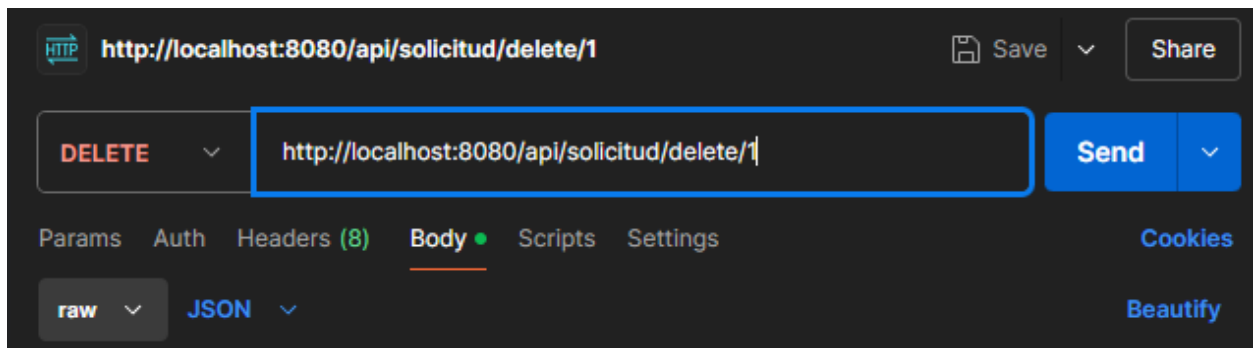 HTTP http://localhost:8080/api/solicitud/delete/1 Save Share
DELETE http://localhost:8080/api/solicitud/delete/1 Send
Params Auth Headers (8) Body Scripts Settings Cookies
raw JSON Beautify